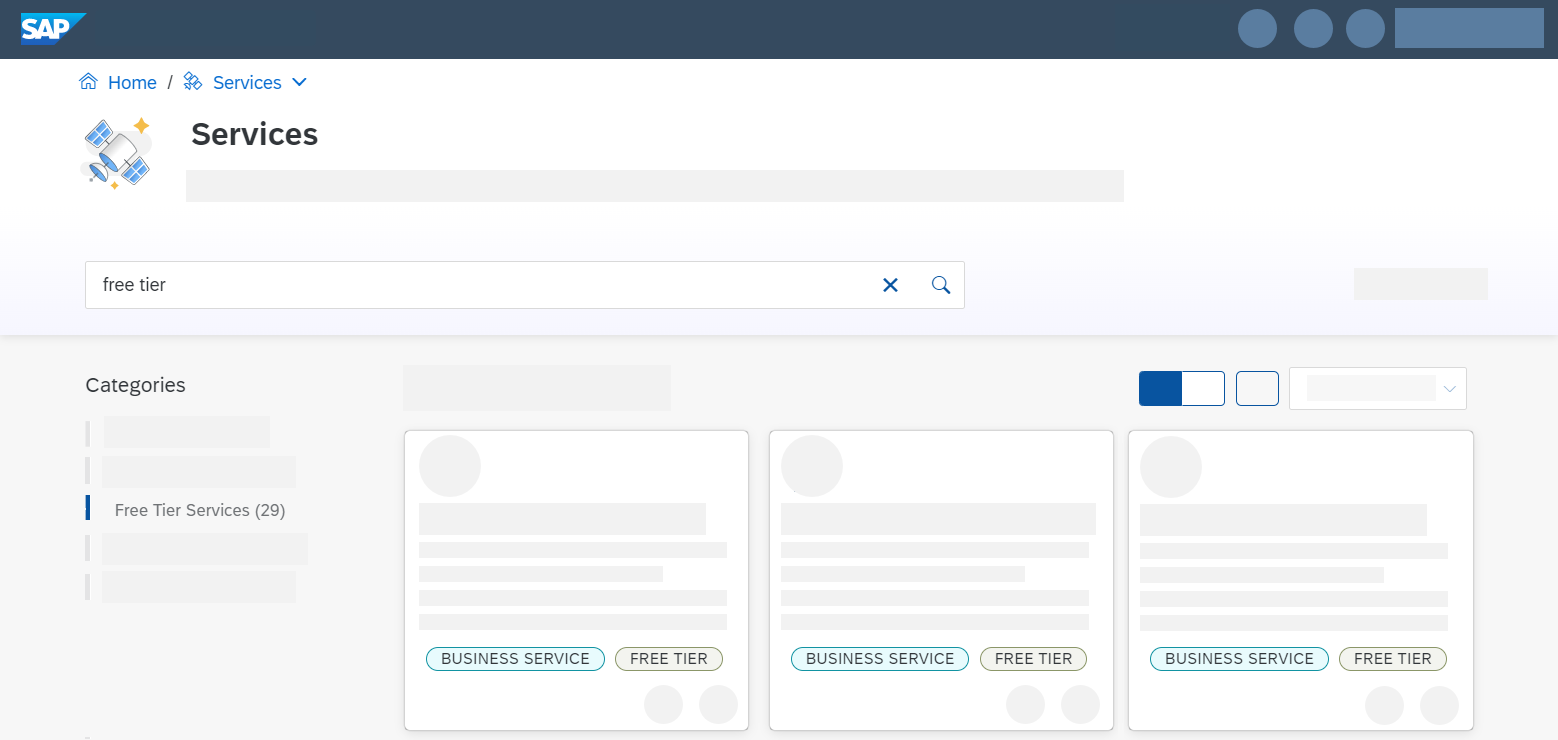 SAP
Home / Services
Services
free tier
Categories
Free Tier Services (29)
BUSINESS SERVICE FREE TIER BUSINESS SERVICE FREE TIER BUSINESS SERVICE FREE TIER